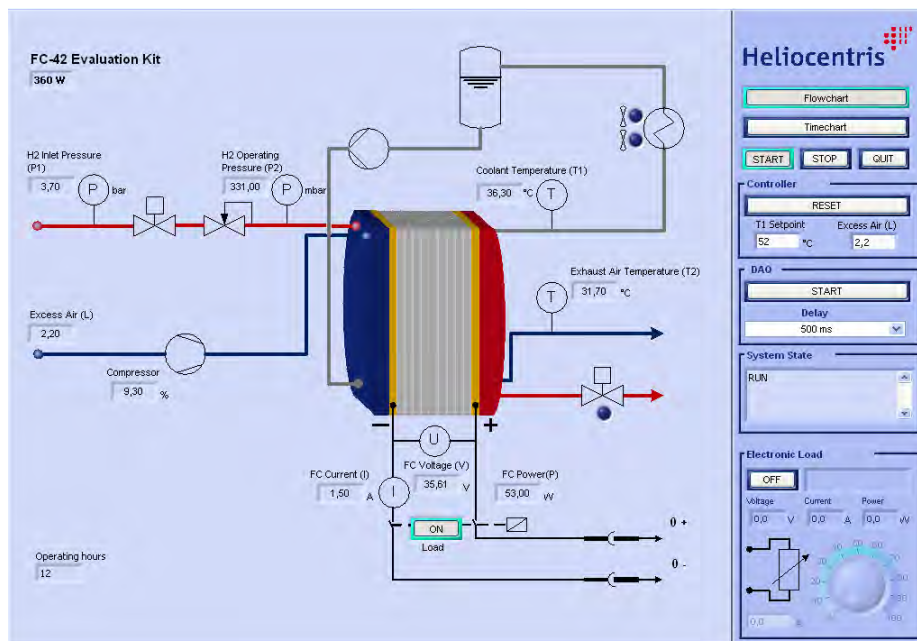 FC-42 Evaluation Kit
360 W
H2 Inlet Pressure
(P1)
3,70
P
bar
H2 Operating
Pressure (P2)
331,00
P
mbar
Coolant Temperature (T1)
36,30
°C
T
Exhaust Air Temperature (T2)
T
31,70
°C
Excess Air (L)
2,20
Compressor
9,30
%
−
+
U
FC Current (I)
1,50
A
I
FC Voltage (V)
35,61
V
FC Power(P)
53,00
W
ON
Load
0 +
0 -
Operating hours
12
Heliocentris
Flowchart
Timechart
START
STOP
QUIT
Controller
RESET
T1 Setpoint
Excess Air (L)
52
°C
2,2
DAQ
START
Delay
500 ms
System State
RUN
Electronic Load
OFF
Voltage
Current
Power
0,0
V
0,0
A
0,0
W
50
100
0,0